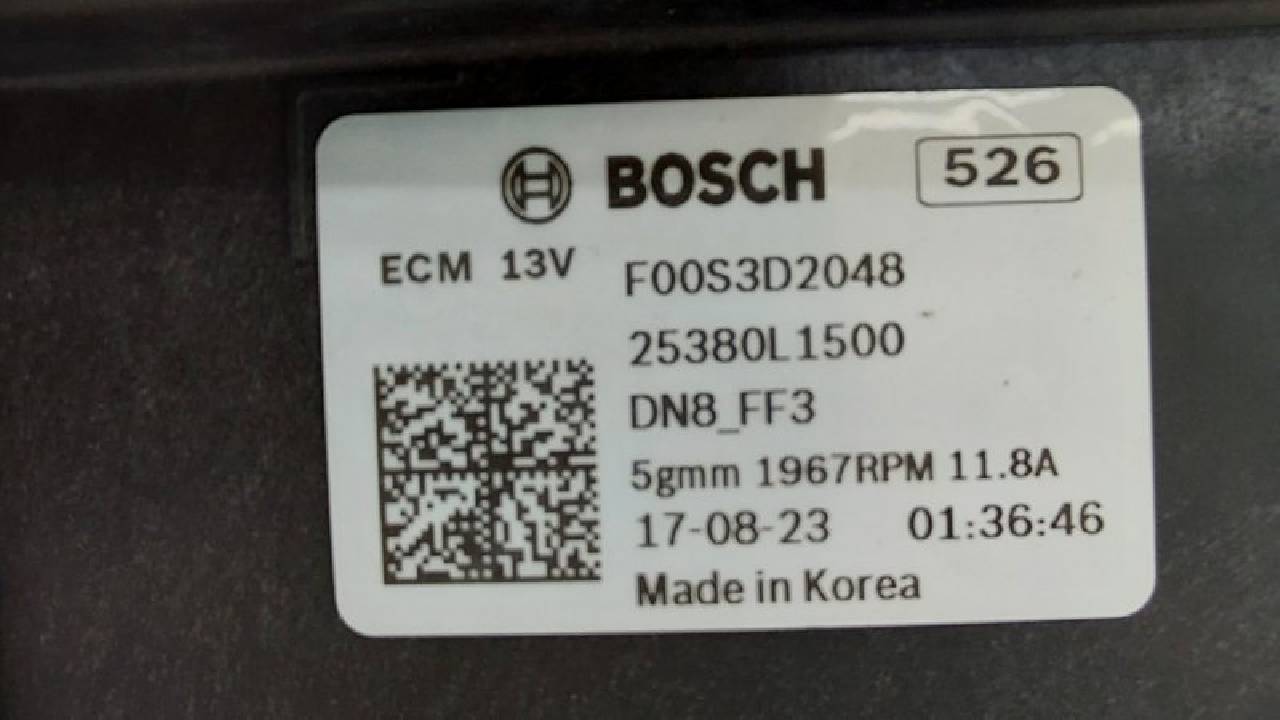 BOSCH 526
ECM 13V F00S3D2048
25380L1500
DN8_FF3
5gmm 1967RPM 11.8A
17-08-23 01:36:46
Made in Korea